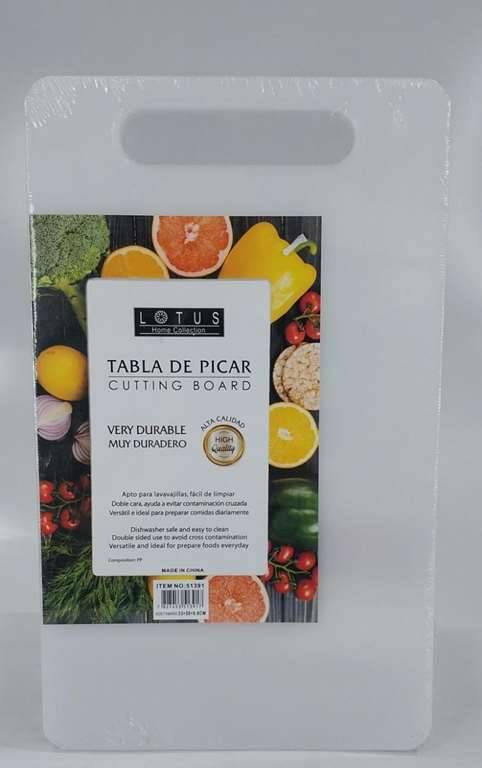 LOTUS
Home Collection
TABLA DE PICAR
CUTTING BOARD
VERY DURABLE
MUY DURADERO
ALTA CALIDAD
HIGH
Quality
Apto para lavavajillas, fácil de limpiar
Doble cara, ayuda a evitar contaminación cruzada
Versátil e ideal para preparar comidas diariamente
Dishwasher safe and easy to clean
Double sided use to avoid cross contamination
Versatile and ideal for prepare foods everyday
Composition: PP
MADE IN CHINA
ITEM NO:51391